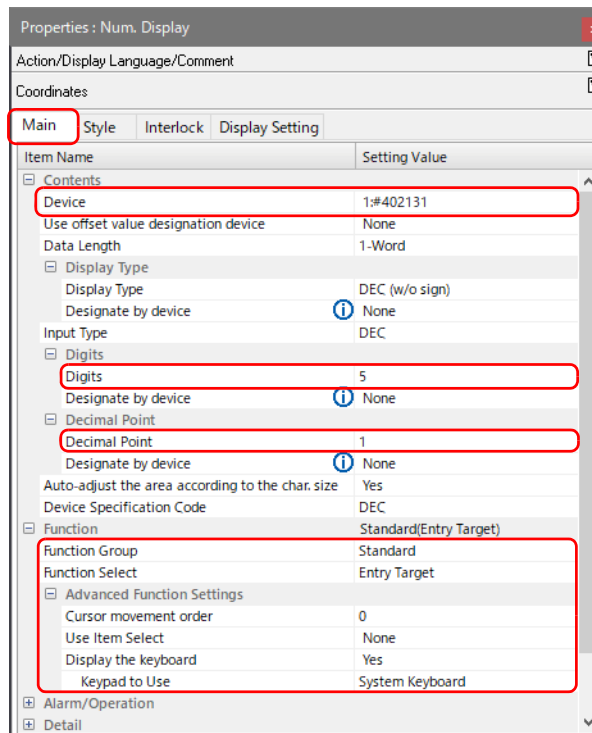 Properties : Num. Display
Action/Display Language/Comment
Coordinates
Main Style Interlock Display Setting
Item Name Setting Value
Contents
Device 1:#402131
Use offset value designation device None
Data Length 1-Word
Display Type
Display Type DEC (w/o sign)
Designate by device None
Input Type DEC
Digits
Digits 5
Designate by device None
Decimal Point
Decimal Point 1
Designate by device None
Auto-adjust the area according to the char. size Yes
Device Specification Code DEC
Function Standard(Entry Target)
Function Group Standard
Function Select Entry Target
Advanced Function Settings
Cursor movement order 0
Use Item Select None
Display the keyboard Yes
Keypad to Use System Keyboard
Alarm/Operation
Detail